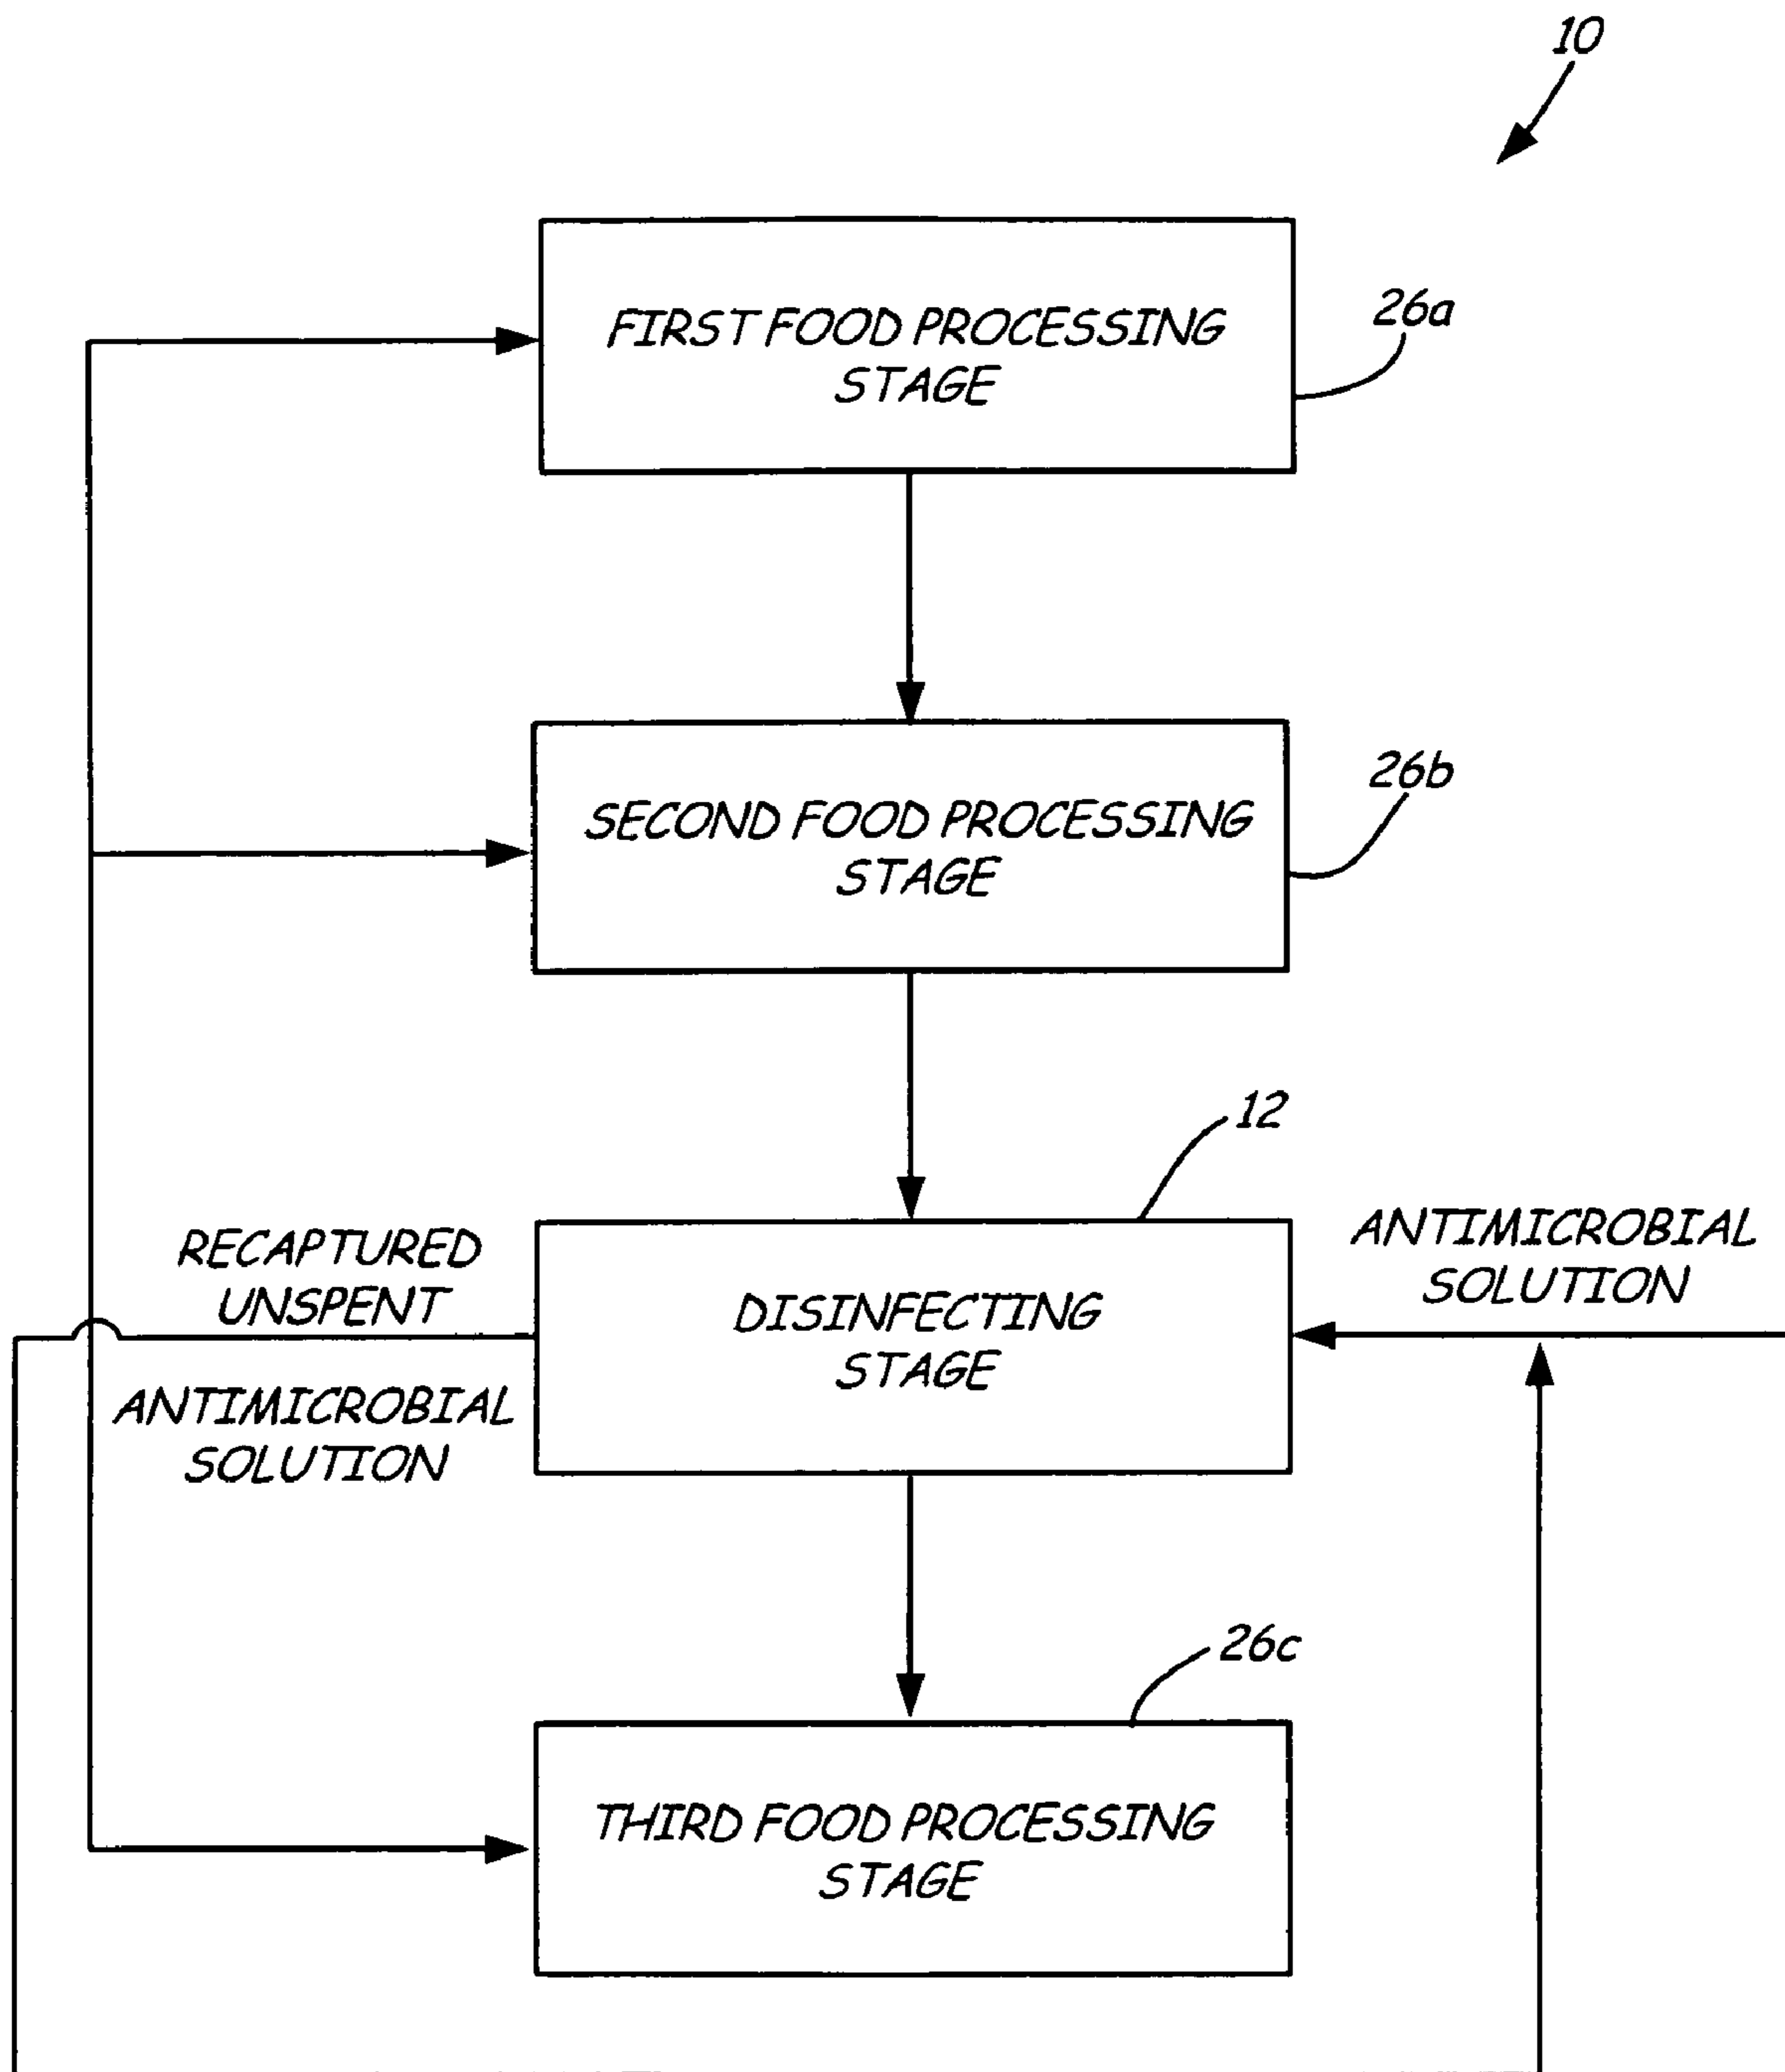 10
FIRST FOOD PROCESSING
STAGE
26a
SECOND FOOD PROCESSING
STAGE
26b
12
RECAPTURED
UNSPENT
ANTIMICROBIAL
SOLUTION
DISINFECTING
STAGE
ANTIMICROBIAL
SOLUTION
26c
THIRD FOOD PROCESSING
STAGE